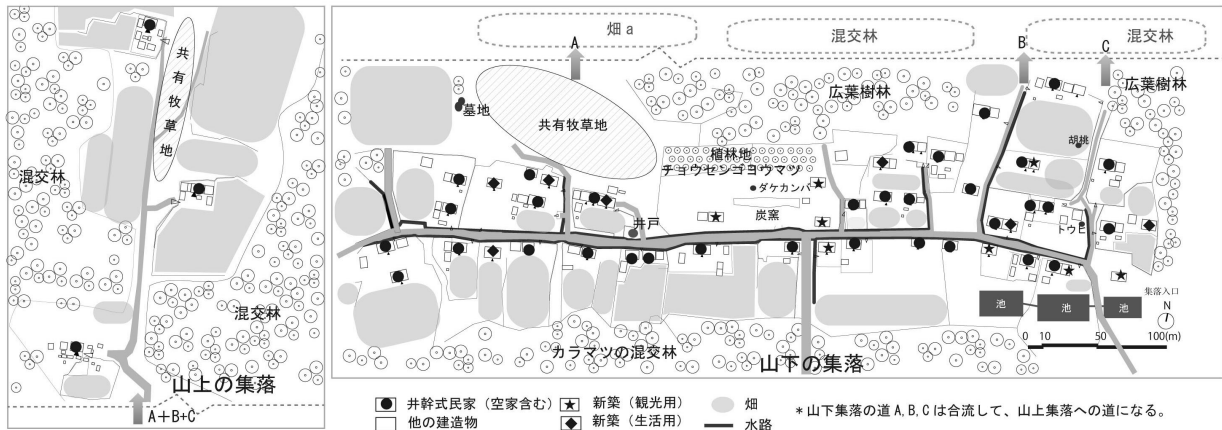 共有牧草地
混交林
混交林
山上の集落
A+B+C
畑 a
混交林
混交林
A
B
C
墓地
共有牧草地
広葉樹林
広葉樹林
植林地
チョウセンゴヨウマツ
ダケカンバ
胡桃
炭窯
井戸
トウヒ
集落入口
池
池
池
N
0 10 50 100(m)
カラマツの混交林
山下の集落
井幹式民家（空家含む）
新築（観光用）
畑
他の建造物
新築（生活用）
水路
＊山下集落の道 A, B, C は合流して、山上集落への道になる。